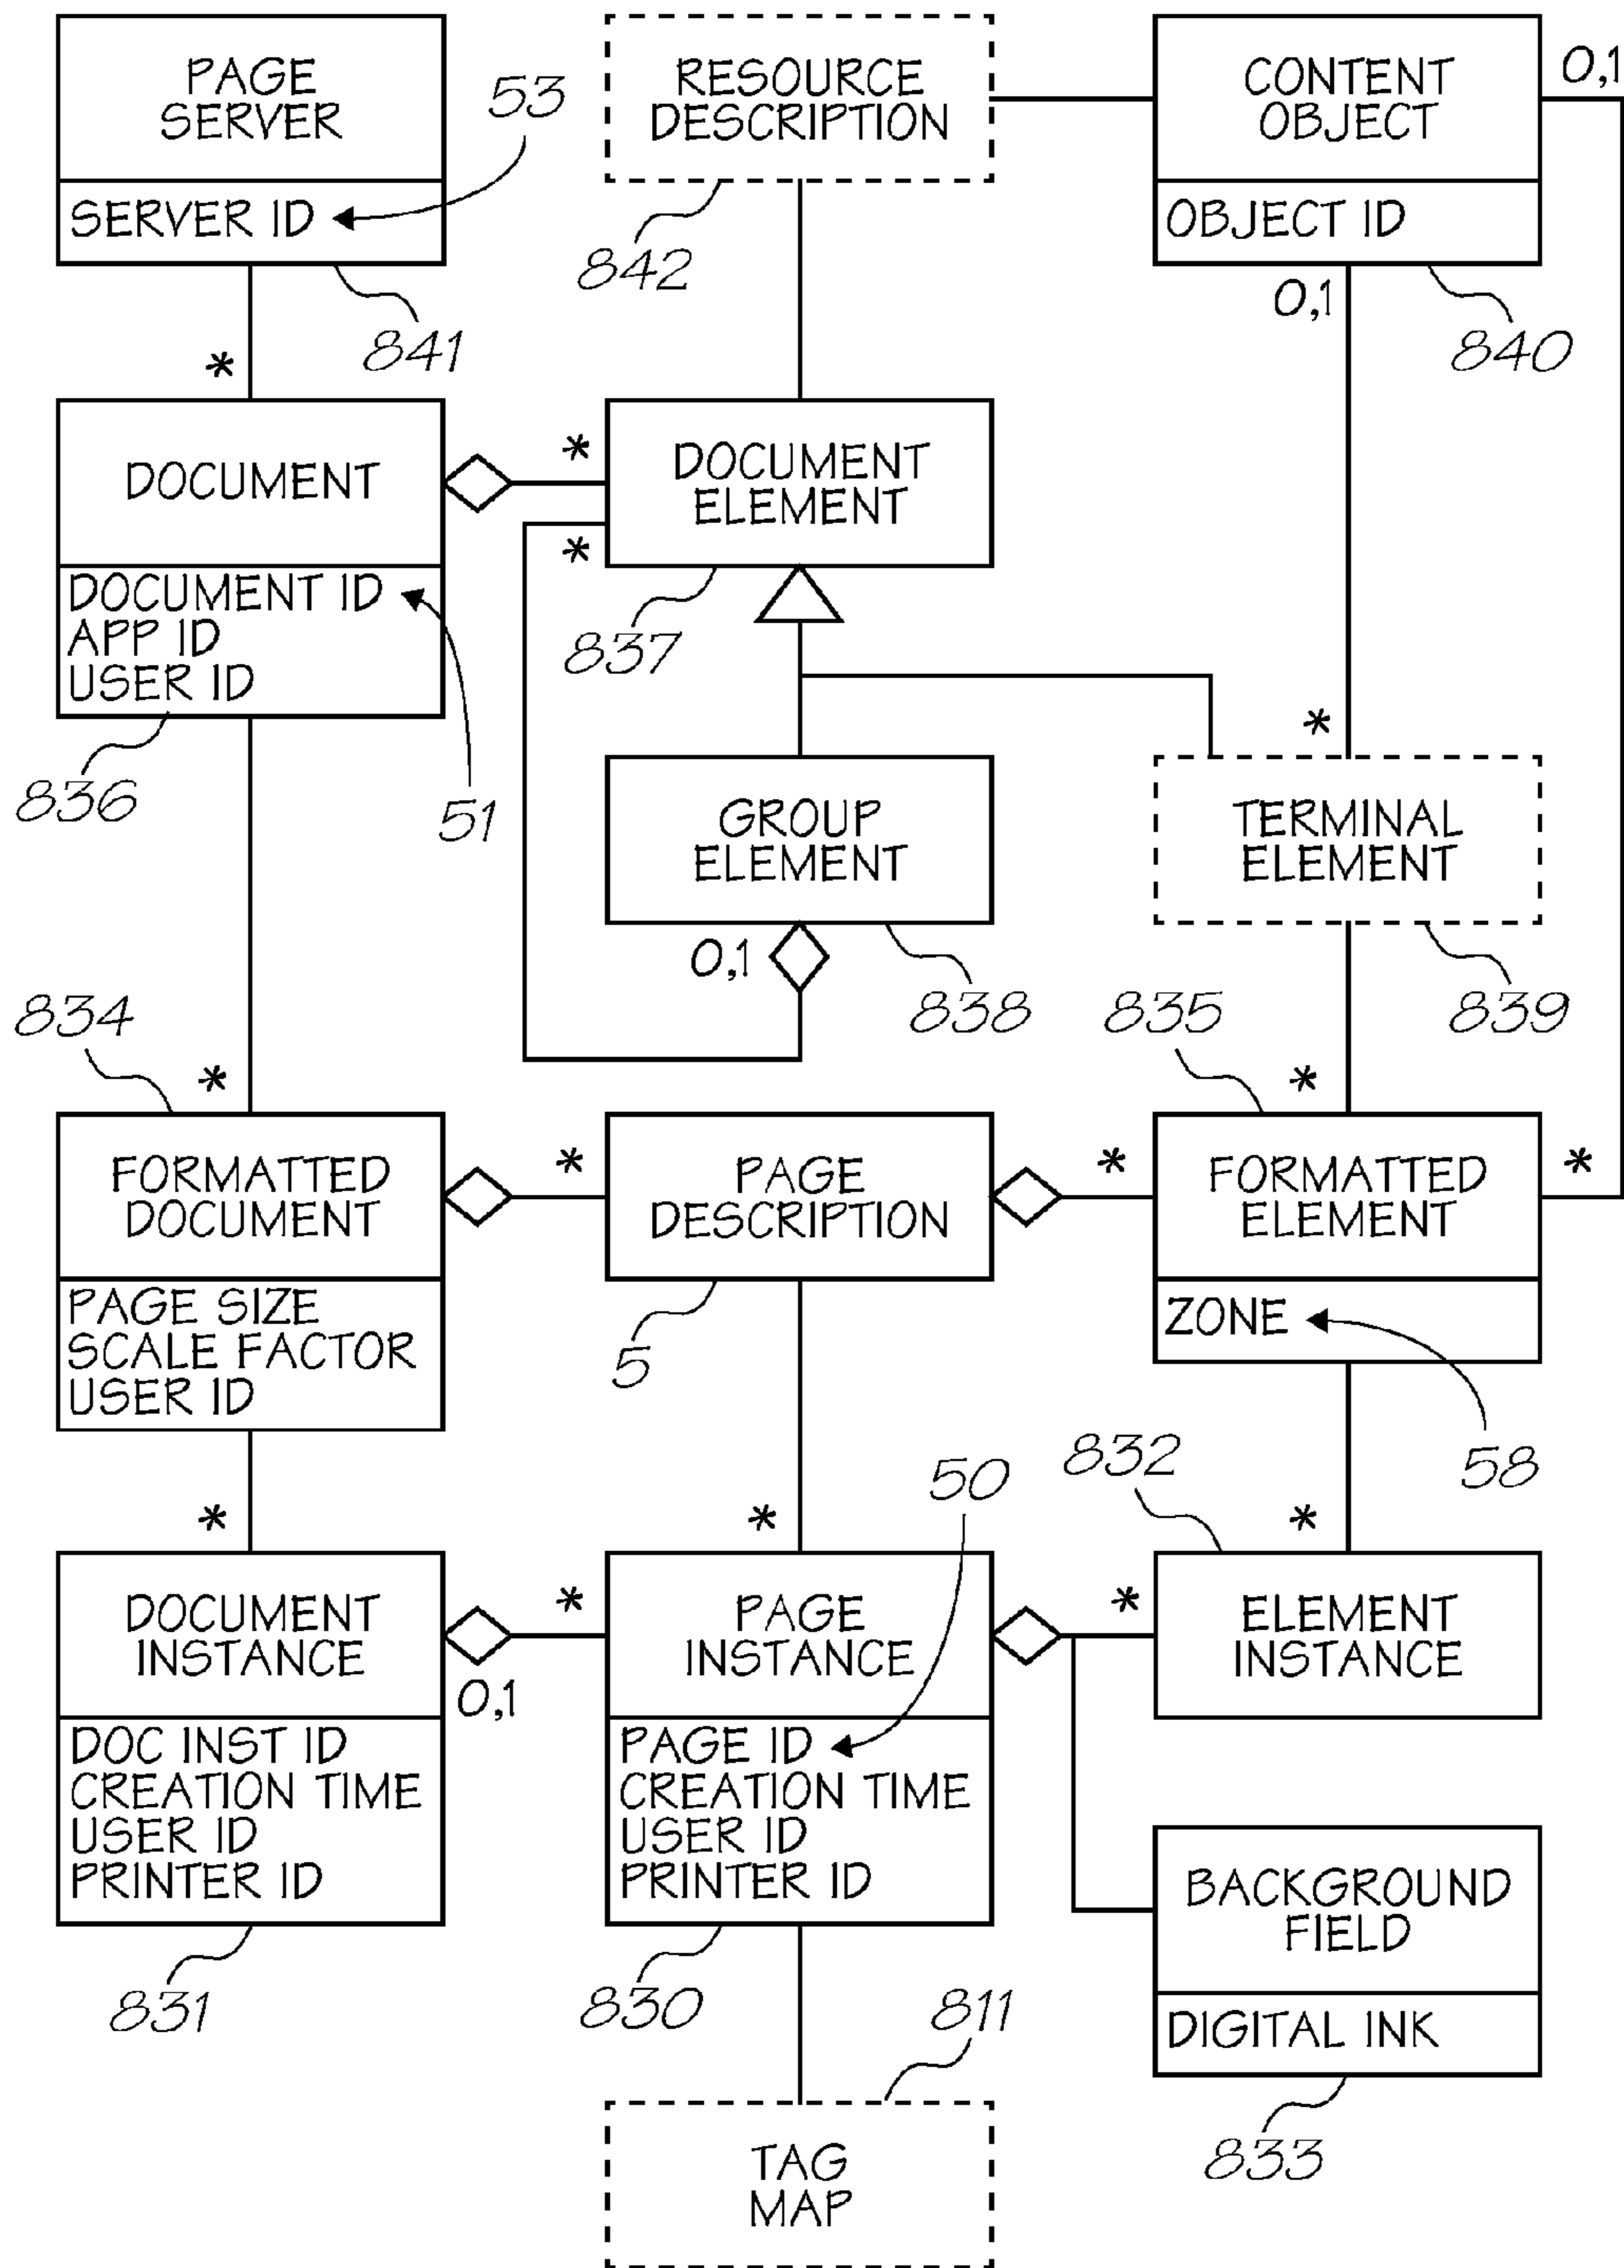 PAGE
SERVER
SERVER ID
53
841
RESOURCE
DESCRIPTION
842
CONTENT
OBJECT
OBJECT ID
840
0,1
0,1
*
DOCUMENT
DOCUMENT ID
APP ID
USER ID
836
51
*
*
DOCUMENT
ELEMENT
837
*
GROUP
ELEMENT
0,1
838
TERMINAL
ELEMENT
839
834
*
835
*
FORMATTED
DOCUMENT
PAGE SIZE
SCALE FACTOR
USER ID
*
PAGE
DESCRIPTION
5
*
FORMATTED
ELEMENT
*
ZONE
58
832
50
*
*
*
DOCUMENT
INSTANCE
0,1
DOC INST ID
CREATION TIME
USER ID
PRINTER ID
831
*
PAGE
INSTANCE
PAGE ID
CREATION TIME
USER ID
PRINTER ID
830
*
ELEMENT
INSTANCE
BACKGROUND
FIELD
DIGITAL INK
833
811
TAG
MAP